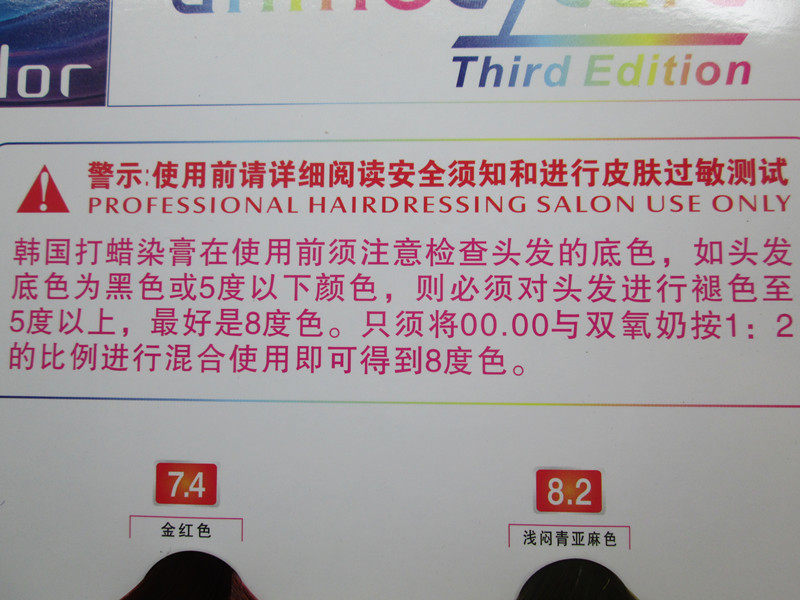 lor
Third Edition
警示:使用前请详细阅读安全须知和进行皮肤过敏测试
PROFESSIONAL HAIRDRESSING SALON USE ONLY
韩国打蜡染膏在使用前须注意检查头发的底色，如头发
底色为黑色或5度以下颜色，则必须对头发进行褪色至
5度以上，最好是8度色。只须将00.00与双氧奶按1：2
的比例进行混合使用即可得到8度色。
7.4
8.2
金红色
浅闷青亚麻色